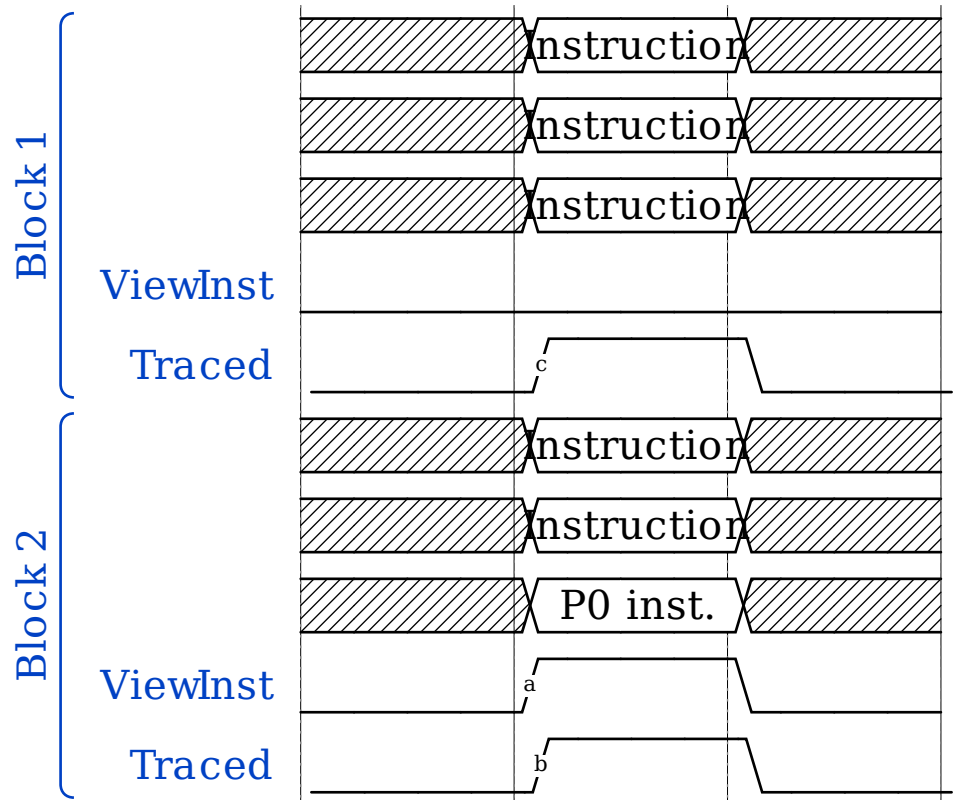 Block 1
Instruction
Instruction
Instruction
ViewInst
Traced
c
Block 2
Instruction
Instruction
P0 inst.
ViewInst
a
Traced
b